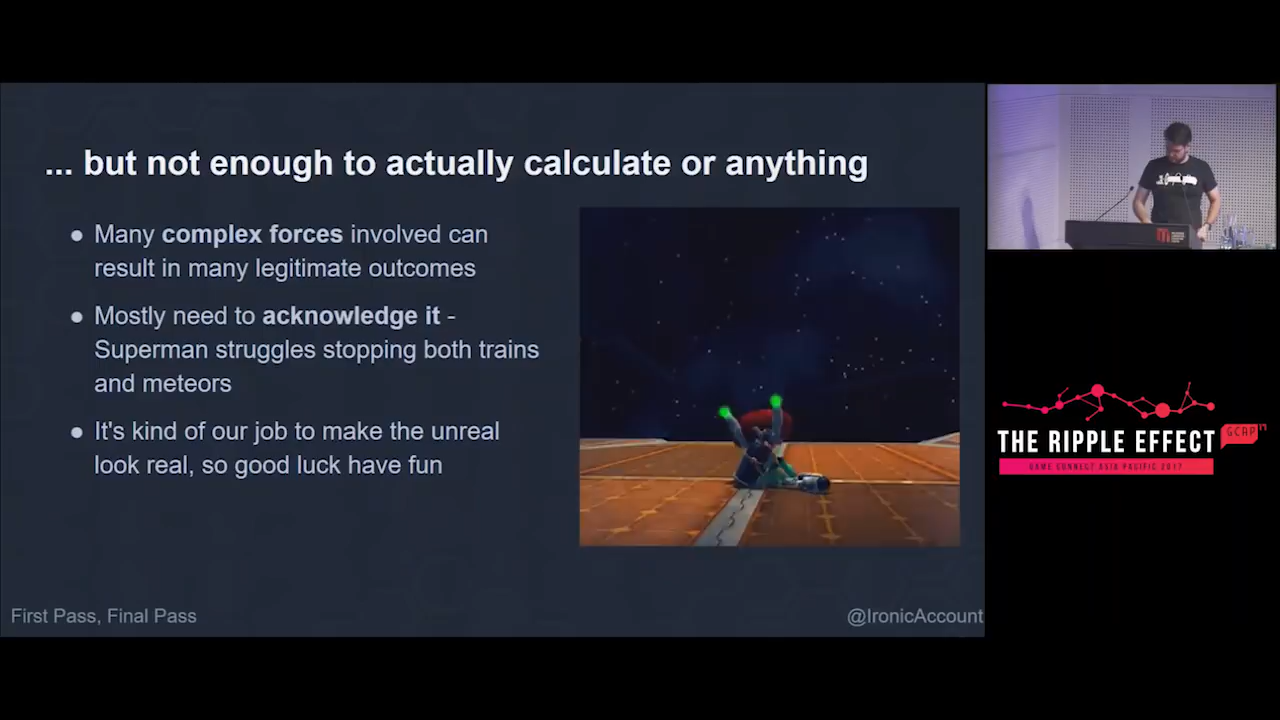 ... but not enough to actually calculate or anything
● Many complex forces involved can
result in many legitimate outcomes
● Mostly need to acknowledge it -
Superman struggles stopping both trains
and meteors
● It's kind of our job to make the unreal
look real, so good luck have fun
First Pass, Final Pass
@IronicAccount
THE RIPPLE EFFECT
GCAP17
GAME CONNECT ASIA PACIFIC 2017